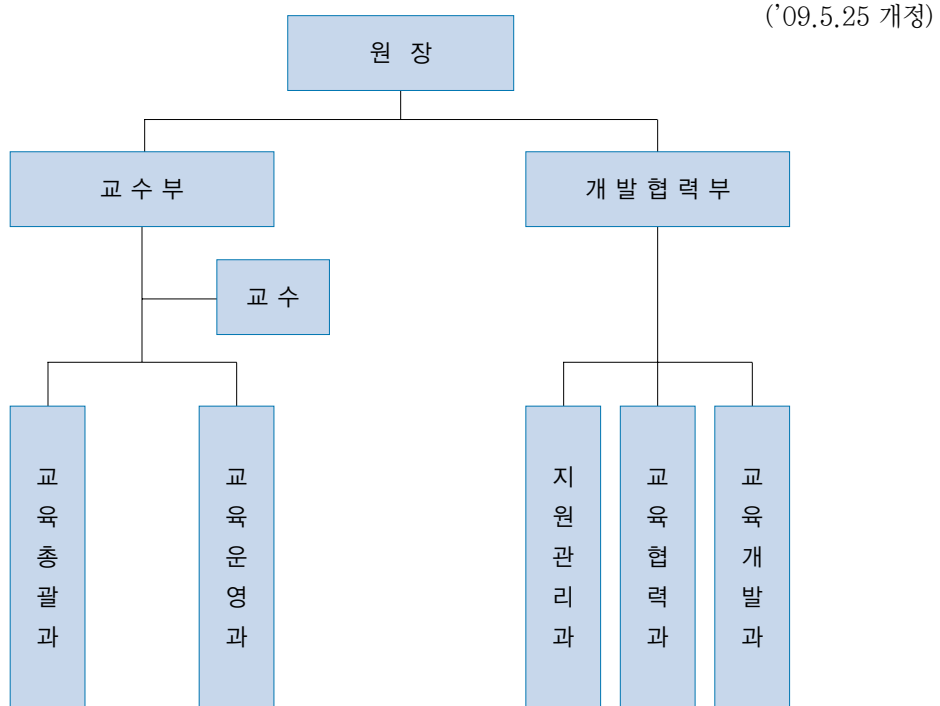 (’09.5.25 개정)
원 장
교 수 부
개 발 협 력 부
교 수
교육총괄과
교육운영과
지원관리과
교육협력과
교육개발과